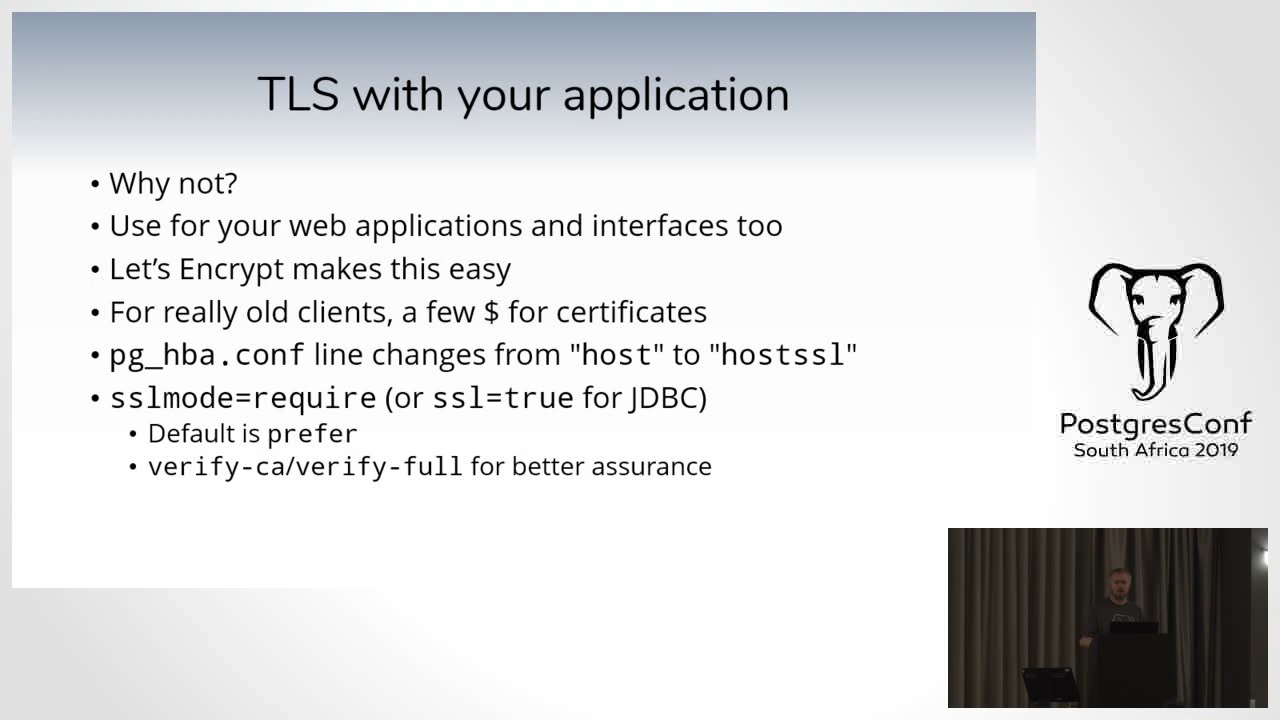 TLS with your application
• Why not?
• Use for your web applications and interfaces too
• Let’s Encrypt makes this easy
• For really old clients, a few $ for certificates
• pg_hba.conf line changes from "host" to "hostssl"
• sslmode=require (or ssl=true for JDBC)
• Default is prefer
• verify-ca/verify-full for better assurance
PostgresConf
South Africa 2019